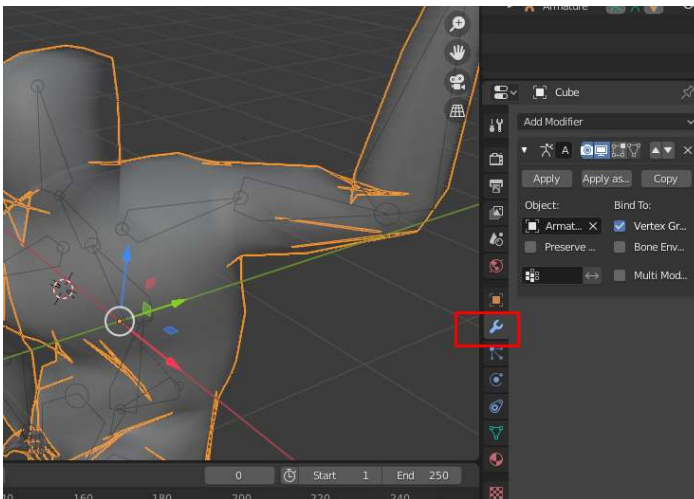 Armature
Cube
Add Modifier
A
Apply Apply as... Copy
Object: Bind To:
Armat... Vertex Gr...
Preserve ... Bone Env...
Multi Mod...
0 Start 1 End 250
160 180 200 220 240